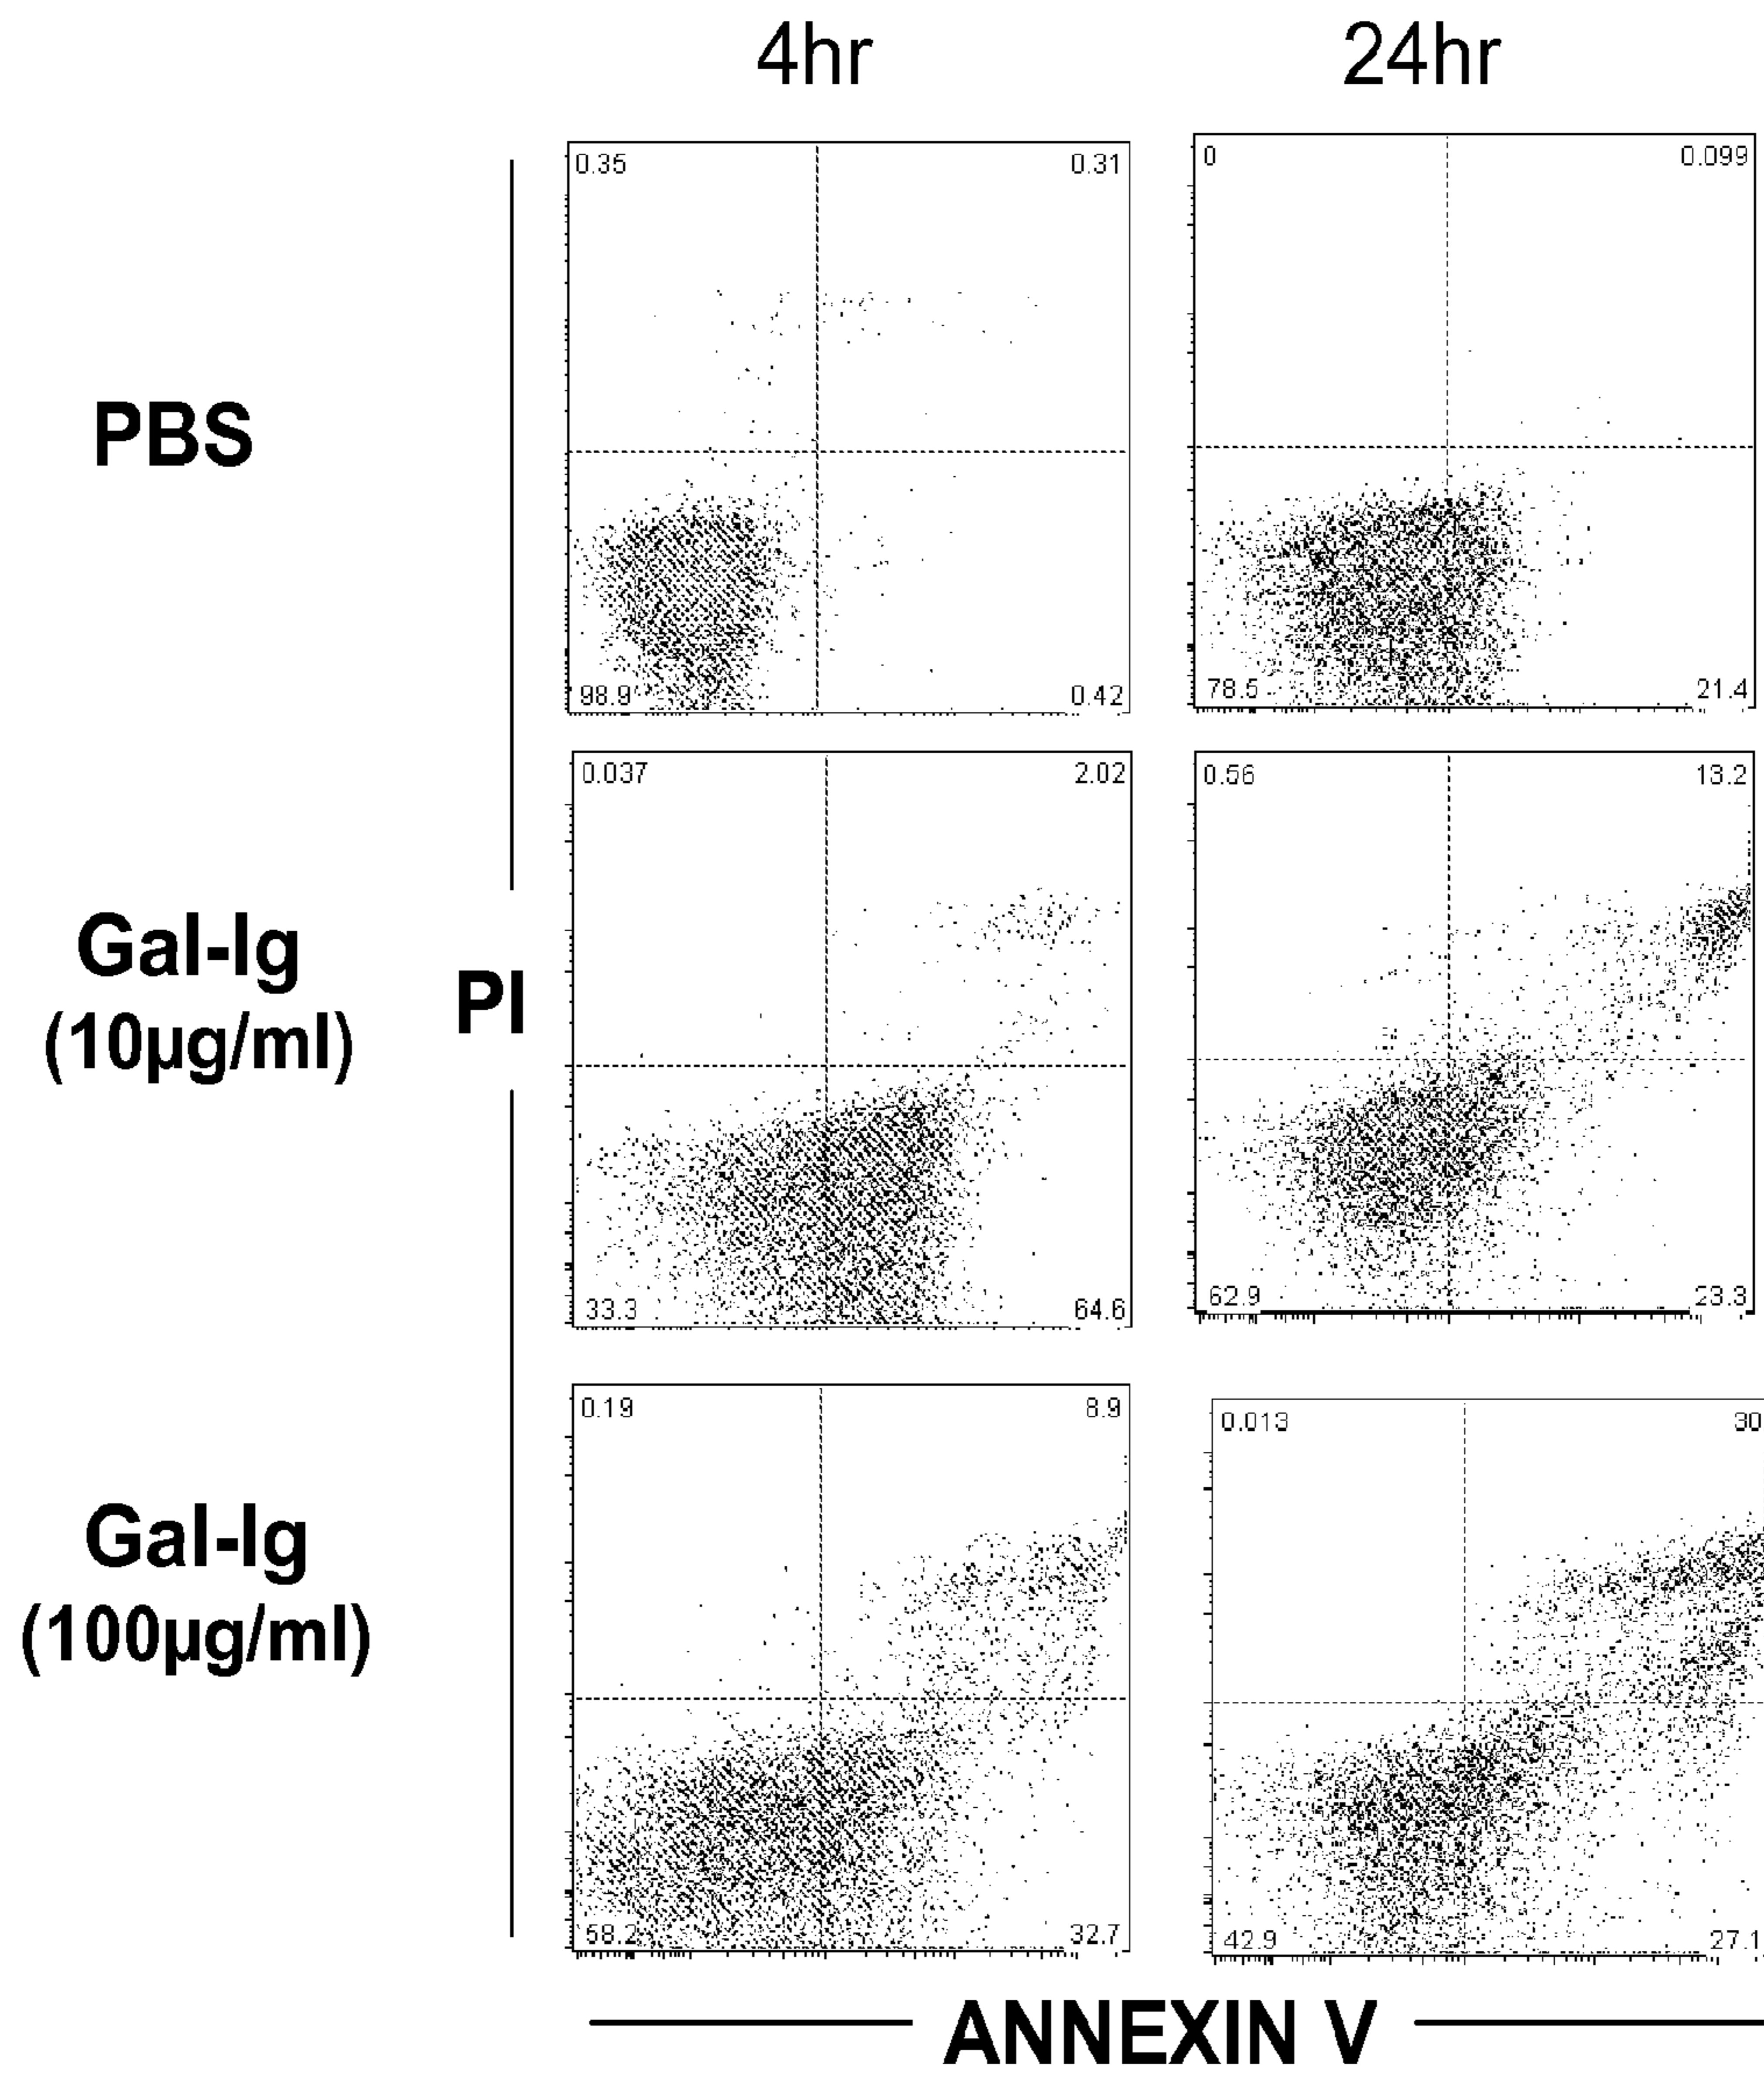 4hr 24hr
0.35 0.31 0 0.099
PBS
98.9 0.42 78.5 21.4
0.037 2.02 0.56 13.2
Gal-Ig
(10µg/ml)
PI
33.3 64.6 62.9 23.3
0.19 8.9 0.013 30
Gal-Ig
(100µg/ml)
58.2 32.7 42.9 27.1
ANNEXIN V